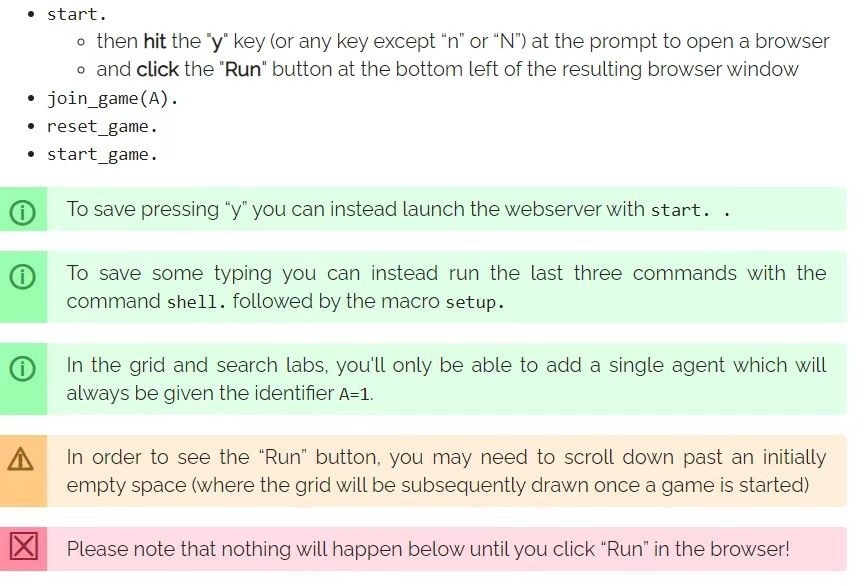 • start.
◦ then hit the "y" key (or any key except “n” or “N”) at the prompt to open a browser
◦ and click the "Run" button at the bottom left of the resulting browser window
• join_game(A).
• reset_game.
• start_game.
To save pressing “y” you can instead launch the webserver with start. .
To save some typing you can instead run the last three commands with the
command shell. followed by the macro setup.
In the grid and search labs, you'll only be able to add a single agent which will
always be given the identifier A=1.
In order to see the “Run” button, you may need to scroll down past an initially
empty space (where the grid will be subsequently drawn once a game is started)
Please note that nothing will happen below until you click “Run” in the browser!